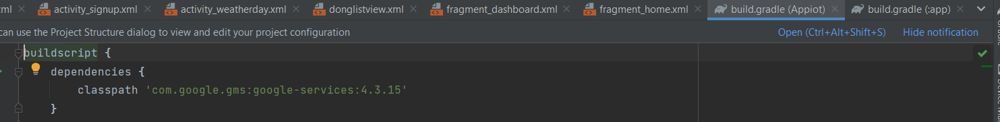 ml activity_signup.xml activity_weatherday.xml donglistview.xml fragment_dashboard.xml fragment_home.xml build.gradle (Appiot) build.gradle (:app)
can use the Project Structure dialog to view and edit your project configuration Open (Ctrl+Alt+Shift+S) Hide notification
buildscript {
dependencies {
classpath 'com.google.gms:google-services:4.3.15'
}